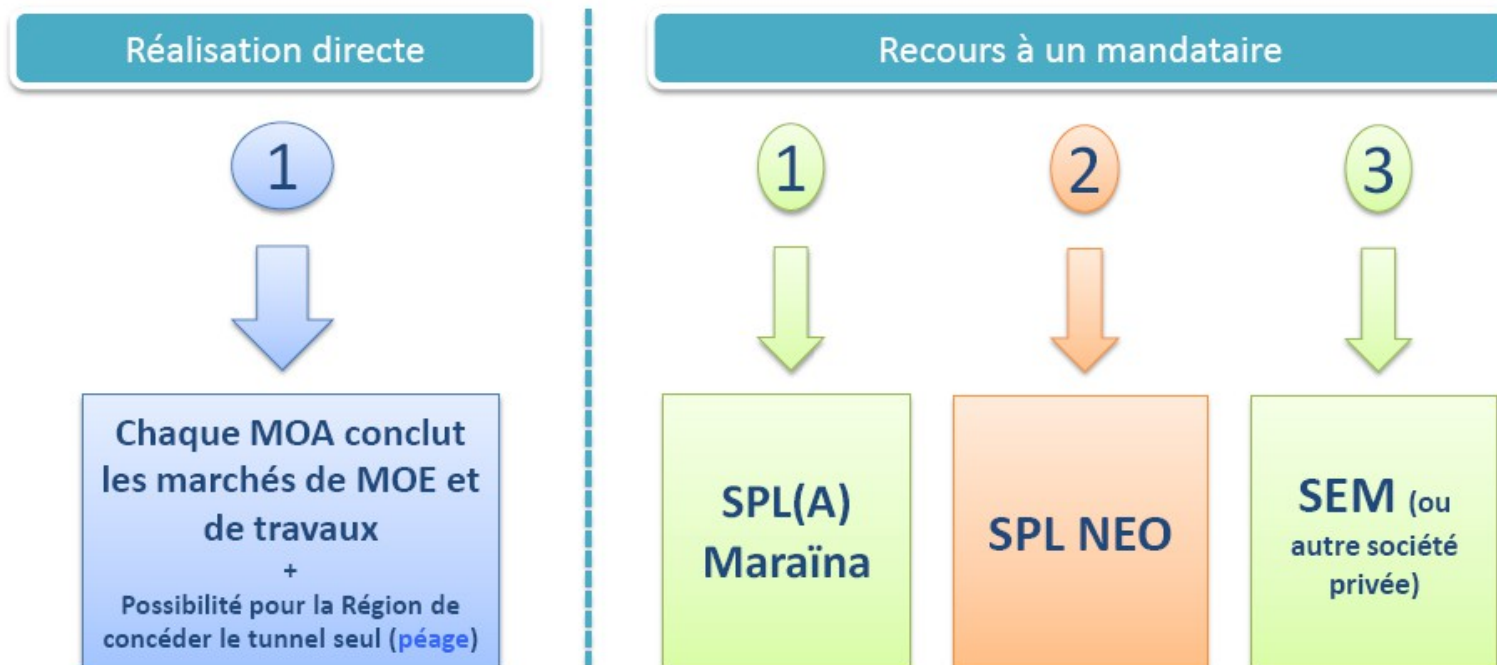 Réalisation directe
Recours à un mandataire
1
1
2
3
Chaque MOA conclut
les marchés de MOE et
de travaux
+
Possibilité pour la Région de
concéder le tunnel seul (péage)
SPL(A)
Maraïna
SPL NEO
SEM (ou
autre société
privée)